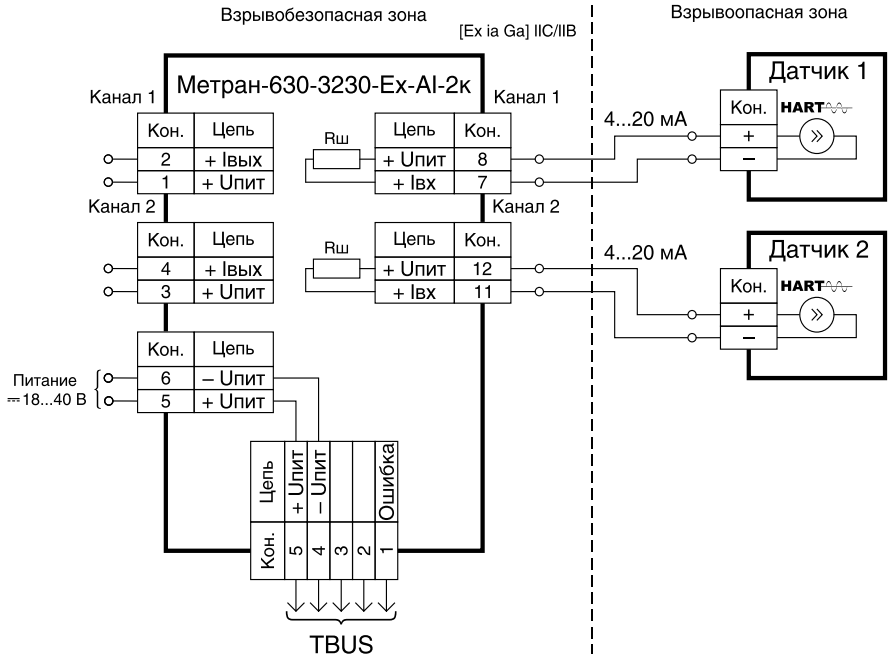 Взрывобезопасная зона
Взрывоопасная зона
[Ex ia Ga] IIC/IIB
Метран-630-3230-Ex-AI-2к
Канал 1
Кон. Цепь
2 + Iвых
1 + Uпит
Канал 2
Кон. Цепь
4 + Iвых
3 + Uпит
Кон. Цепь
6 – Uпит
5 + Uпит
Питание
⎓18...40 В
Канал 1
Rш
Цепь Кон.
+ Uпит 8
+ Iвх 7
Канал 2
Rш
Цепь Кон.
+ Uпит 12
+ Iвх 11
4...20 мА
Датчик 1
Кон.
HART
+
–
4...20 мА
Датчик 2
Кон.
HART
+
–
Цепь + Uпит – Uпит Ошибка
Кон. 5 4 3 2 1
TBUS